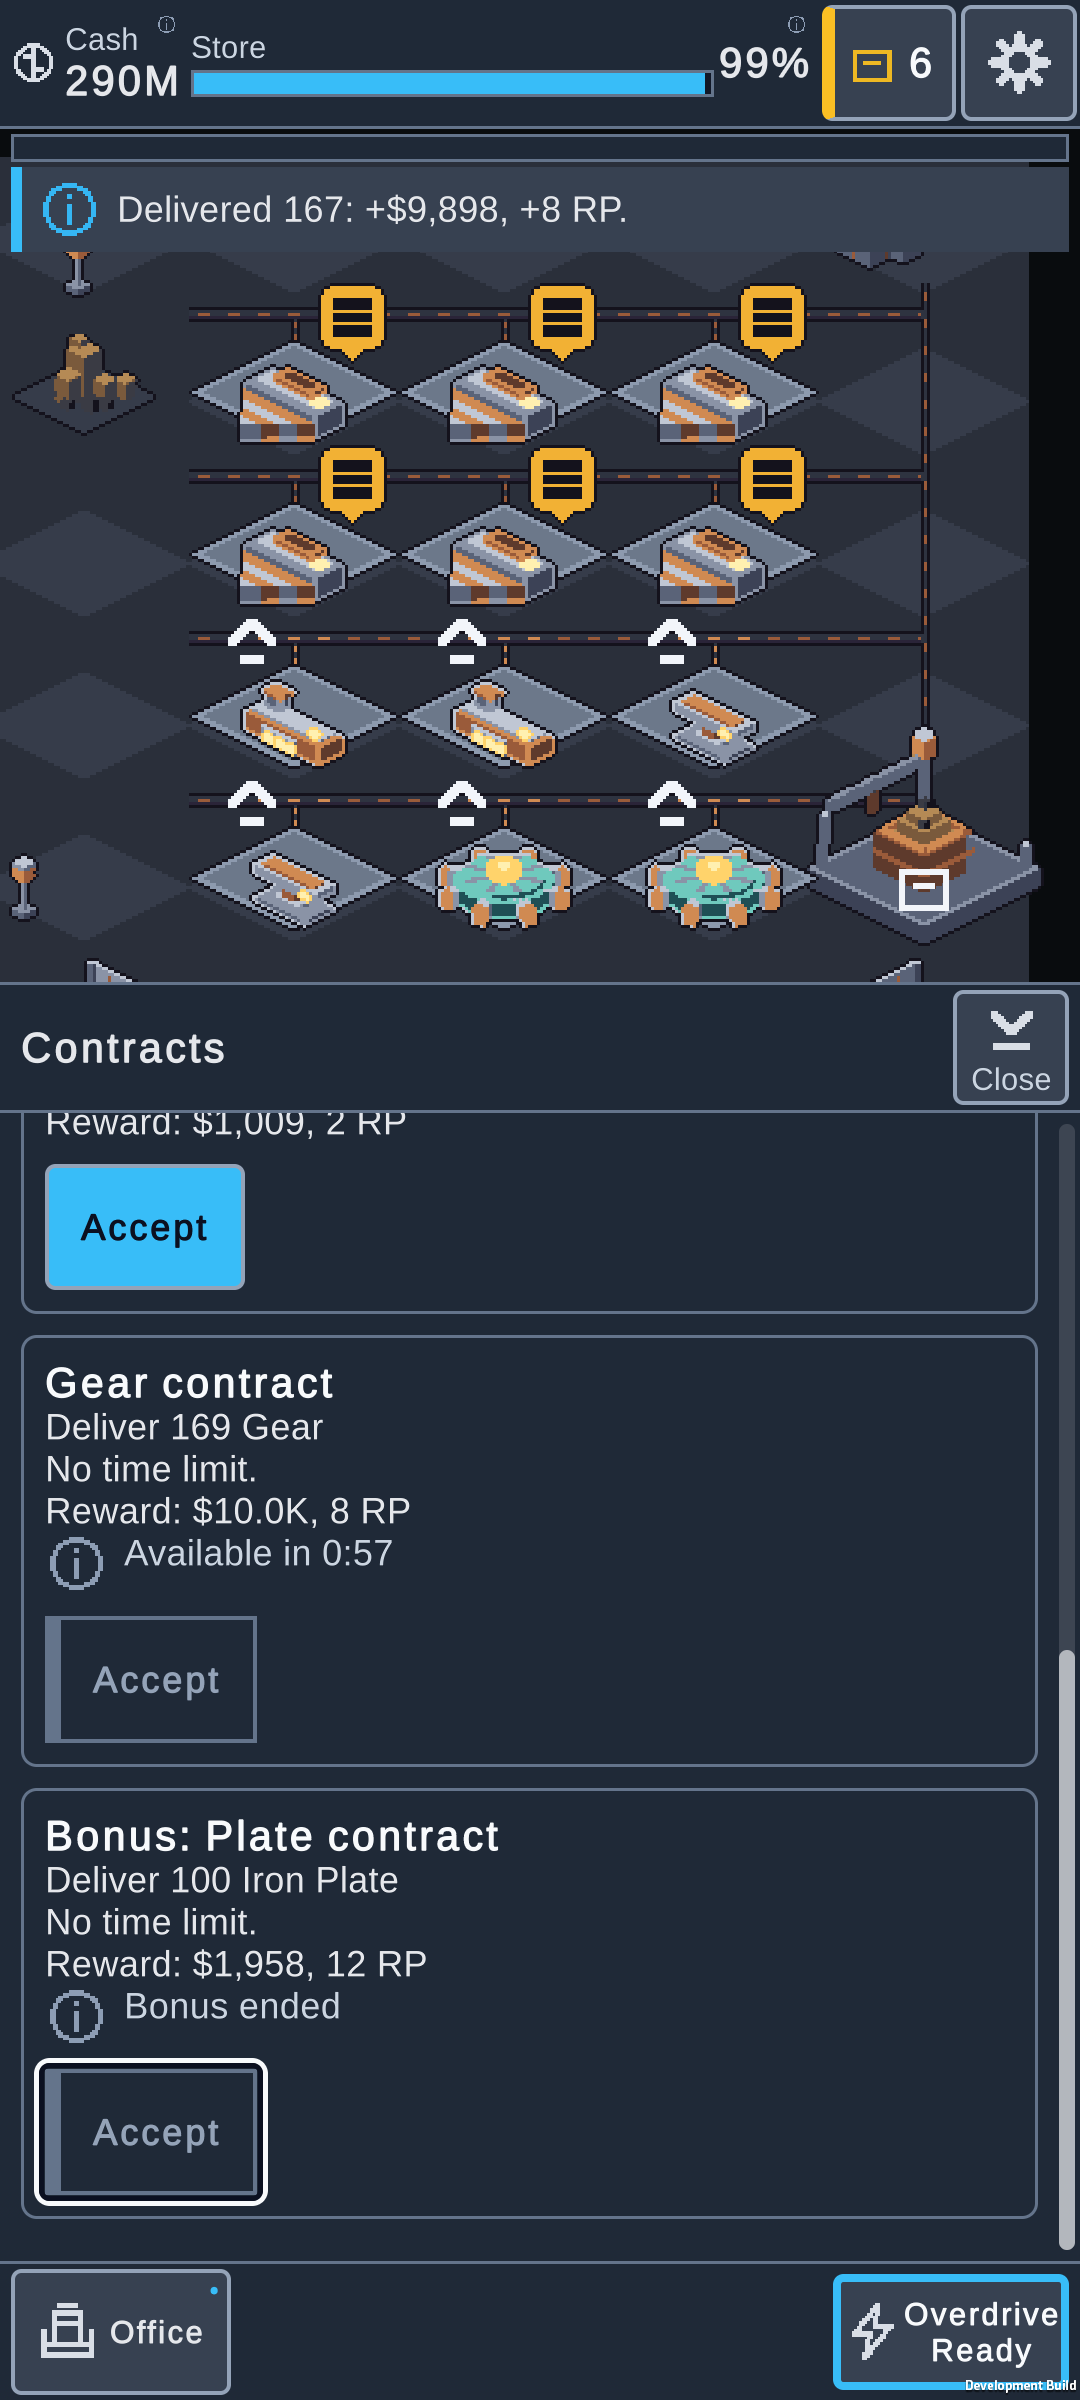 Cash
290M
Store
99%
6
Delivered 167: +$9,898, +8 RP.
Contracts
Close
Reward: $1,009, 2 RP
Accept
Gear contract
Deliver 169 Gear
No time limit.
Reward: $10.0K, 8 RP
Available in 0:57
Accept
Bonus: Plate contract
Deliver 100 Iron Plate
No time limit.
Reward: $1,958, 12 RP
Bonus ended
Accept
Office
Overdrive
Ready
Development Build